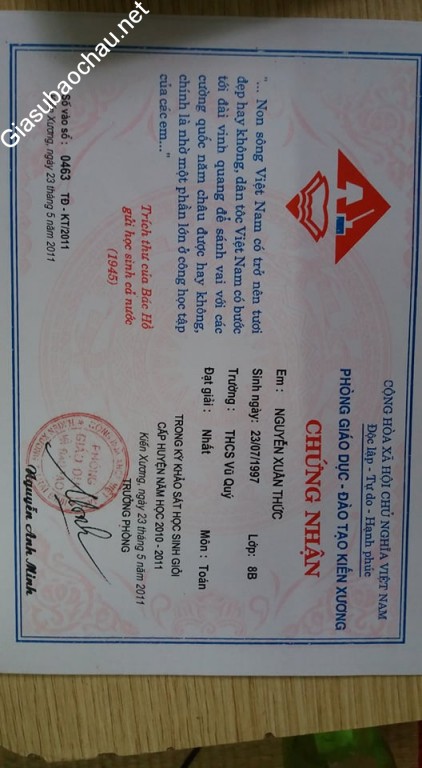 Giasubaochau.net
"... Non sông Việt Nam có trở nên tươi
đẹp hay không, dân tộc Việt Nam có bước
tới đài vinh quang để sánh vai với các
cường quốc năm châu được hay không,
chính là nhờ một phần lớn ở công học tập
của các em..."
Trích thư của Bác Hồ
gửi học sinh cả nước
(1945)
Số vào sổ : 0463 TĐ - KT/2011
Xương, ngày 23 tháng 5 năm 2011
CỘNG HÒA XÃ HỘI CHỦ NGHĨA VIỆT NAM
Độc lập - Tự do - Hạnh phúc
PHÒNG GIÁO DỤC - ĐÀO TẠO KIẾN XƯƠNG
CHỨNG NHẬN
Em : NGUYỄN XUÂN THỨC
Sinh ngày: 23/07/1997 Lớp: 8B
Trường : THCS Vũ Quý
Đạt giải : Nhất Môn : Toán
TRONG KỲ KHẢO SÁT HỌC SINH GIỎI
CẤP HUYỆN NĂM HỌC 2010 - 2011
Kiến Xương, ngày 23 tháng 5 năm 2011
TRƯỞNG PHÒNG
PHÒNG
GIÁO DỤC
Nguyễn Anh Minh